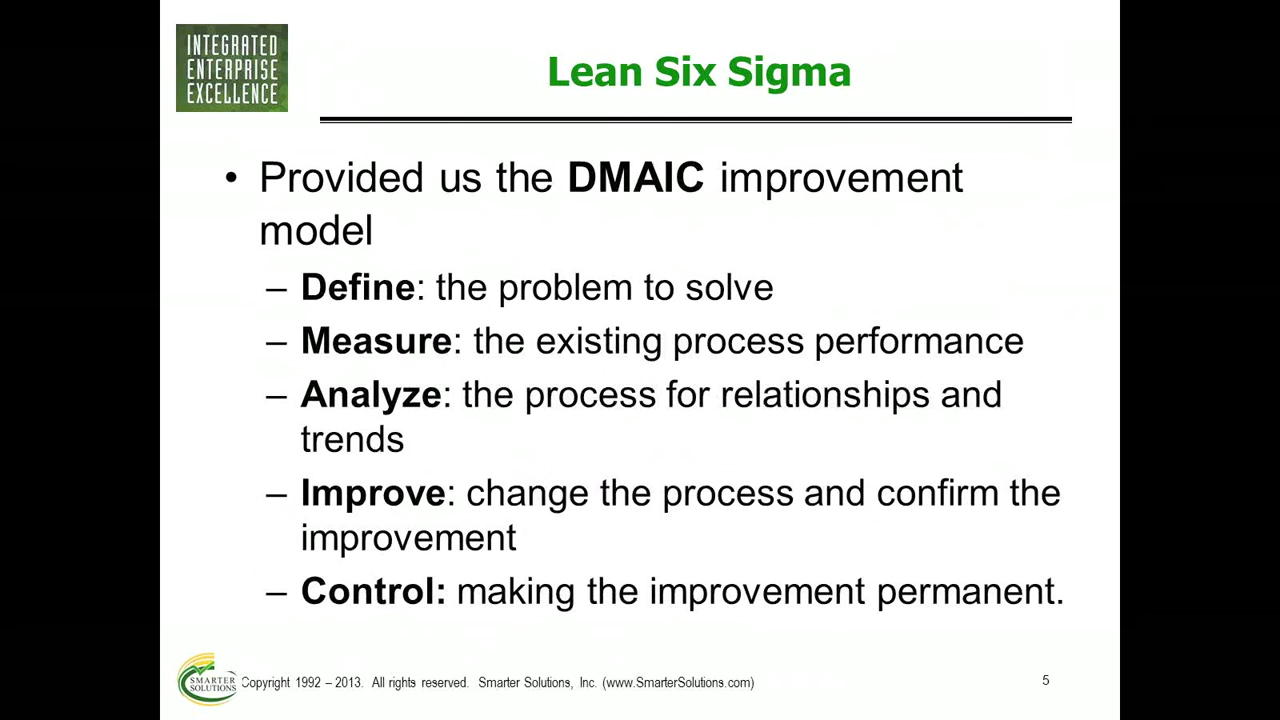 INTEGRATED
ENTERPRISE
EXCELLENCE
Lean Six Sigma
• Provided us the DMAIC improvement
model
– Define: the problem to solve
– Measure: the existing process performance
– Analyze: the process for relationships and
trends
– Improve: change the process and confirm the
improvement
– Control: making the improvement permanent.
SMARTER
SOLUTIONS
Copyright 1992 – 2013. All rights reserved. Smarter Solutions, Inc. (www.SmarterSolutions.com)
5